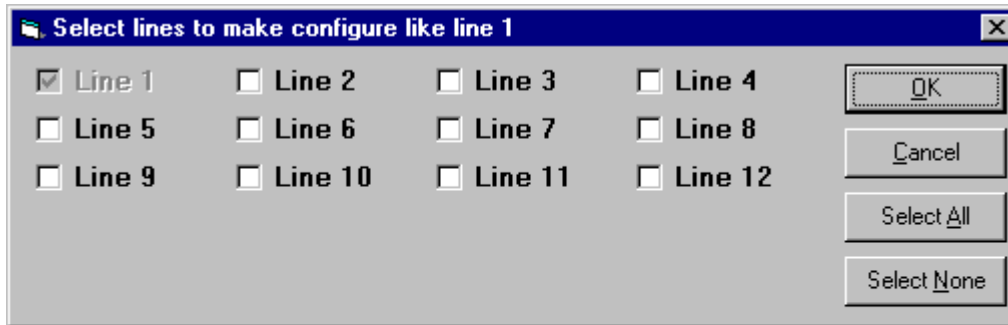 Select lines to make configure like line 1
Line 1 Line 2 Line 3 Line 4
Line 5 Line 6 Line 7 Line 8
Line 9 Line 10 Line 11 Line 12
OK
Cancel
Select All
Select None